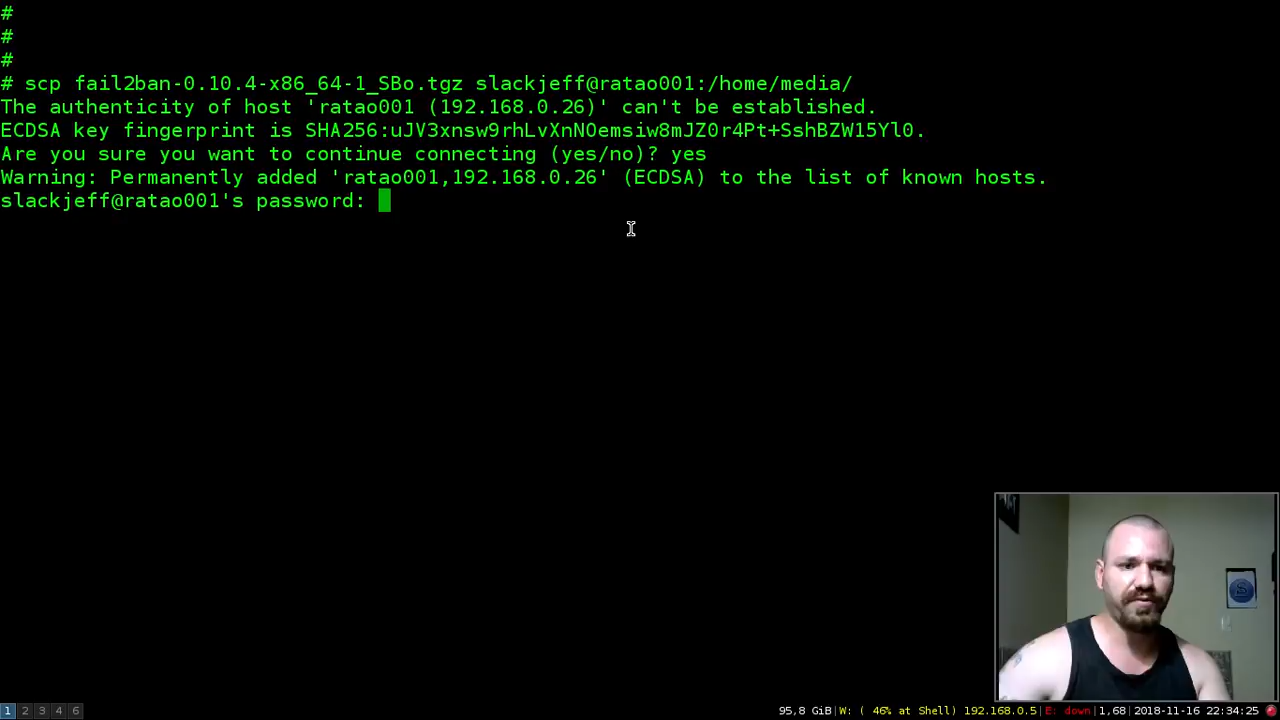 #
#
#
# scp fail2ban-0.10.4-x86_64-1_SBo.tgz slackjeff@ratao001:/home/media/
The authenticity of host 'ratao001 (192.168.0.26)' can't be established.
ECDSA key fingerprint is SHA256:uJV3xnsw9rhLvXnNOemsiw8mJZ0r4Pt+SshBZW15Yl0.
Are you sure you want to continue connecting (yes/no)? yes
Warning: Permanently added 'ratao001,192.168.0.26' (ECDSA) to the list of known hosts.
slackjeff@ratao001's password:
1 2 3 4 6 95,8 GiB|W: ( 46% at Shell) 192.168.0.5|E: down|1,68|2018-11-16 22:34:25